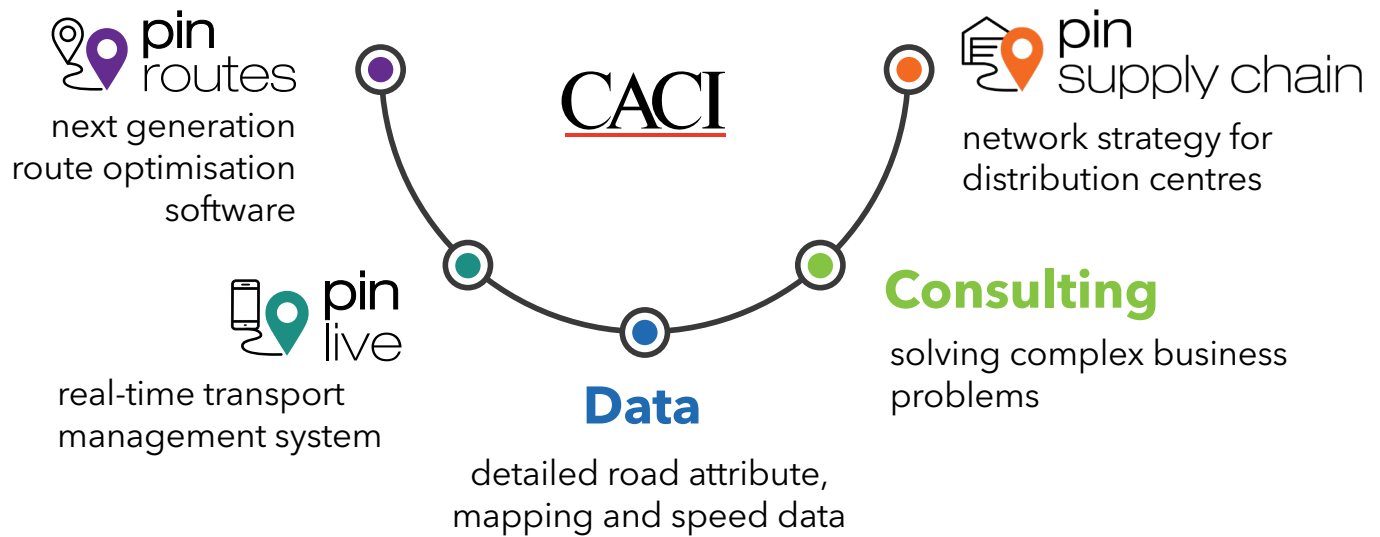 pin
routes
next generation
route optimisation
software
pin
live
real-time transport
management system
CACI
Data
detailed road attribute,
mapping and speed data
Consulting
solving complex business
problems
pin
supply chain
network strategy for
distribution centres